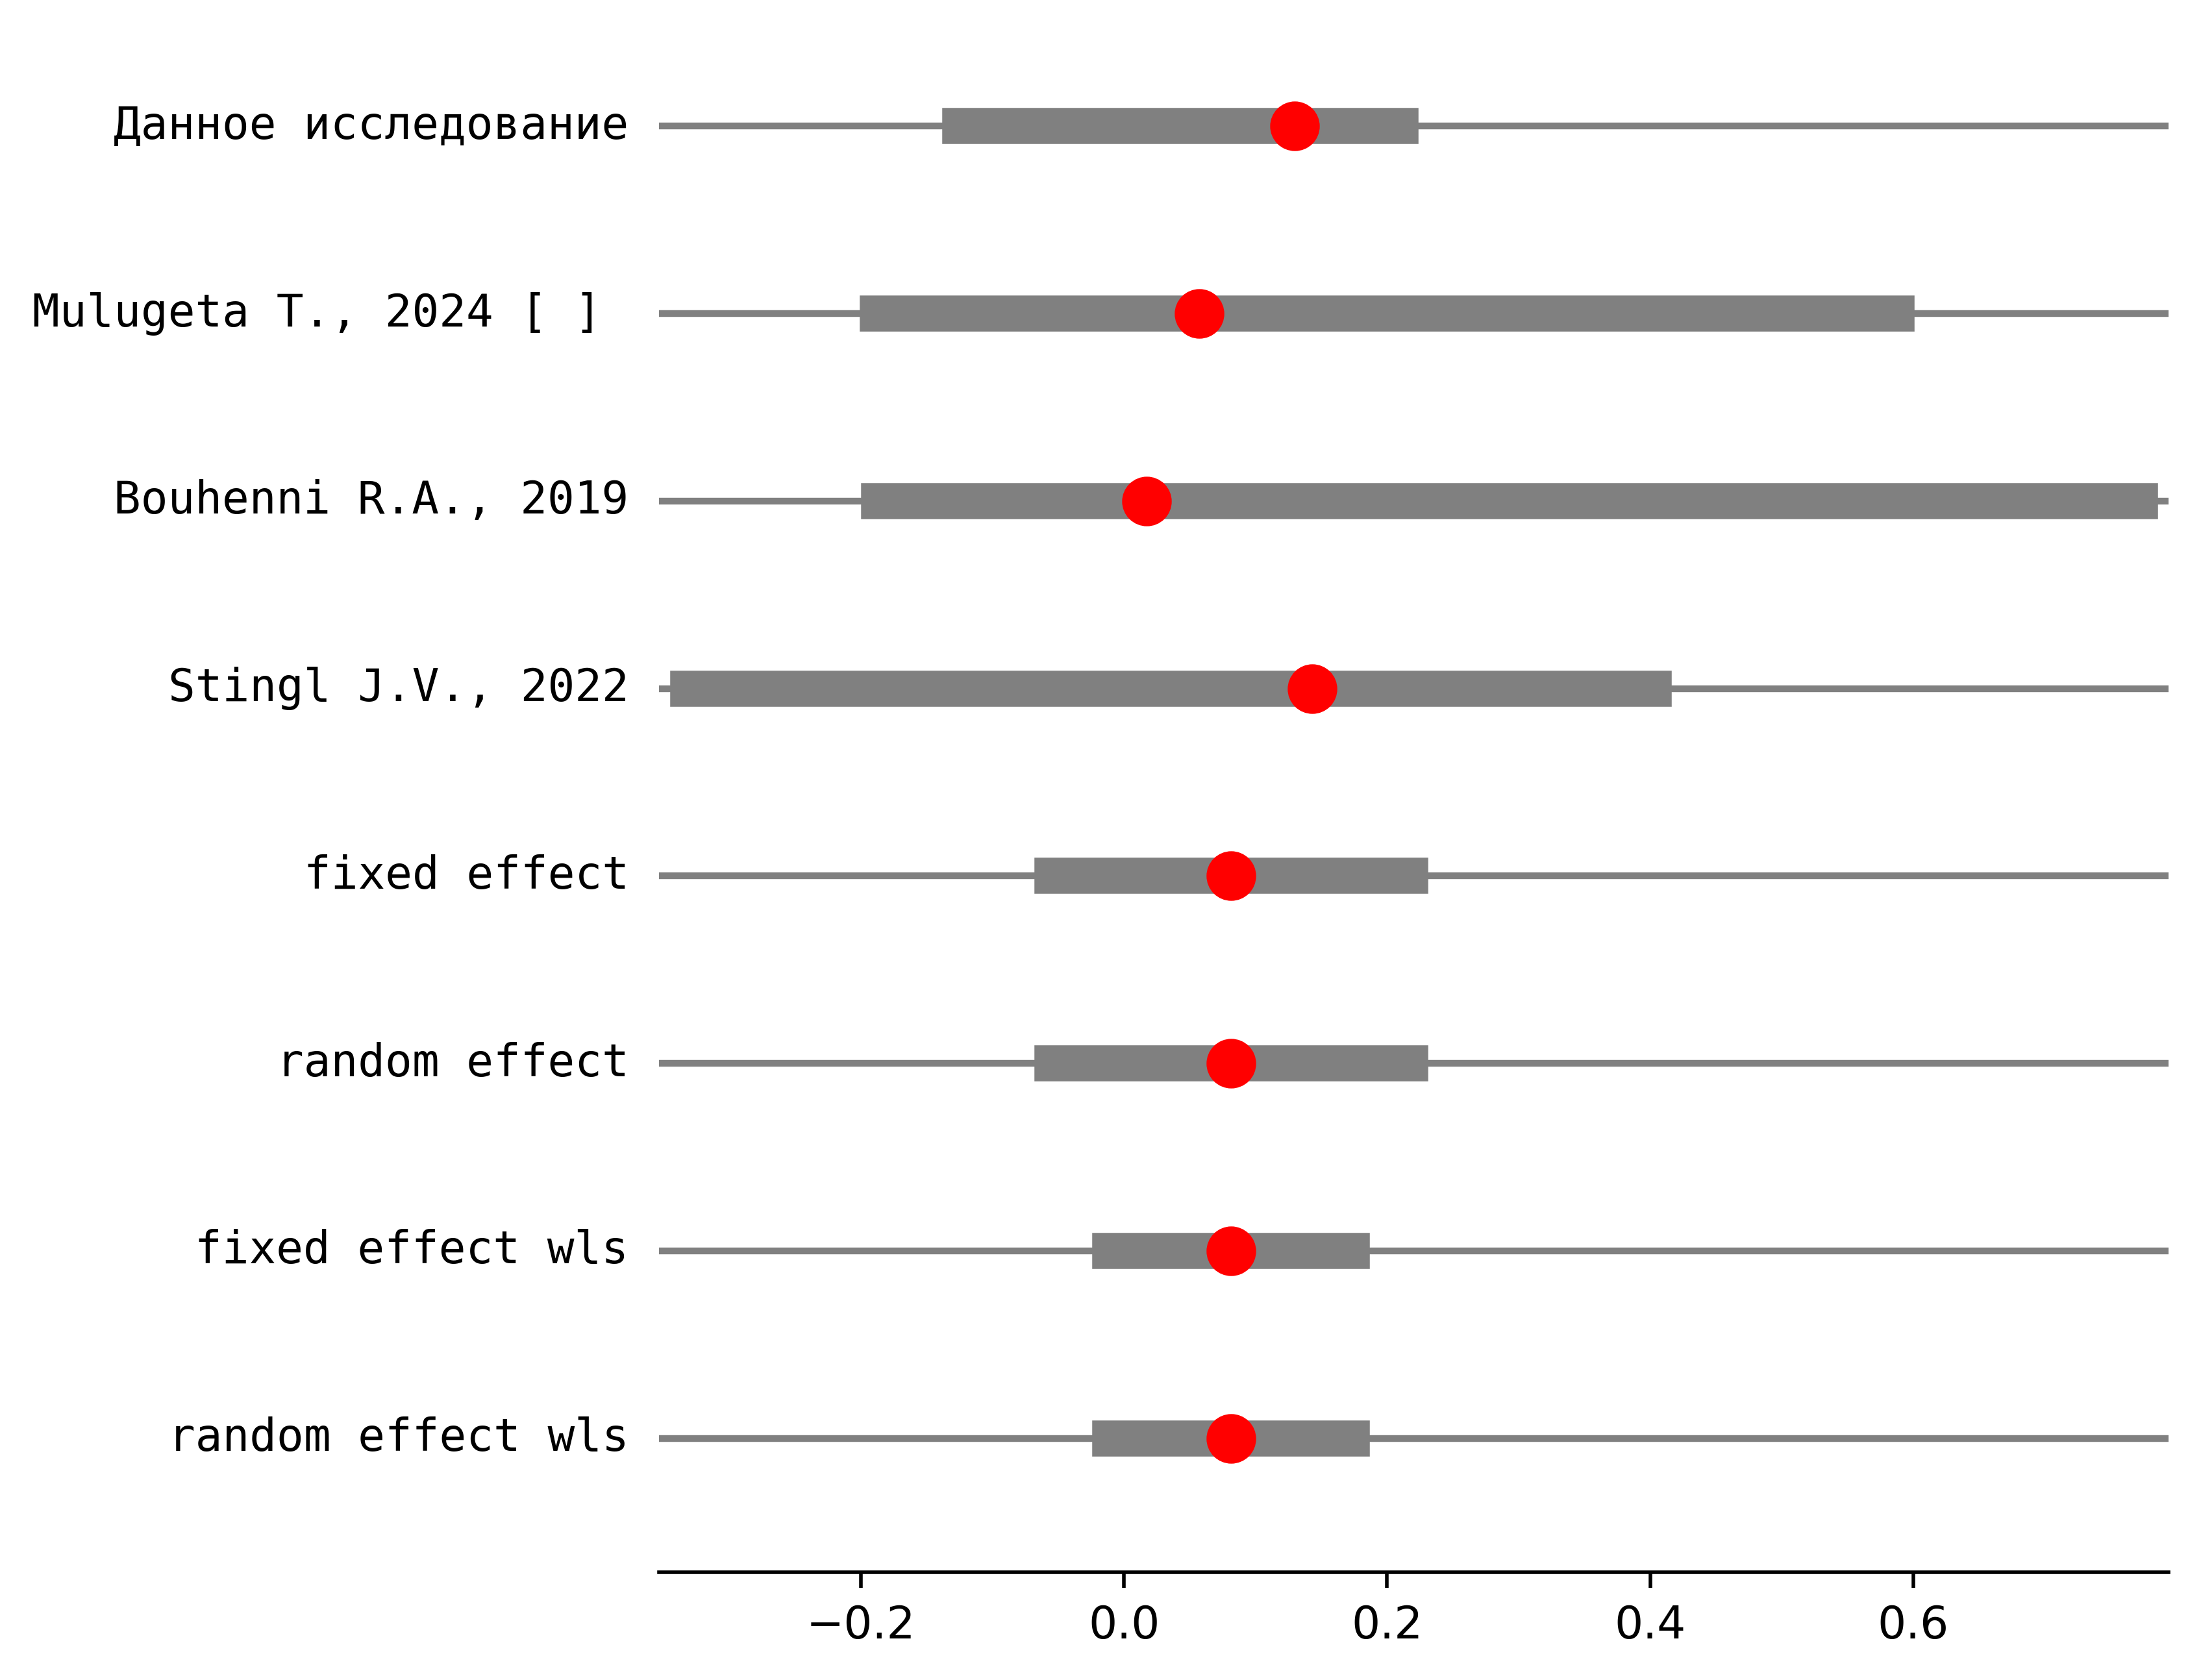 Данное исследование
Mulugeta T., 2024 [ ]
Bouhenni R.A., 2019
Stingl J.V., 2022
fixed effect
random effect
fixed effect wls
random effect wls
−0.2 0.0 0.2 0.4 0.6